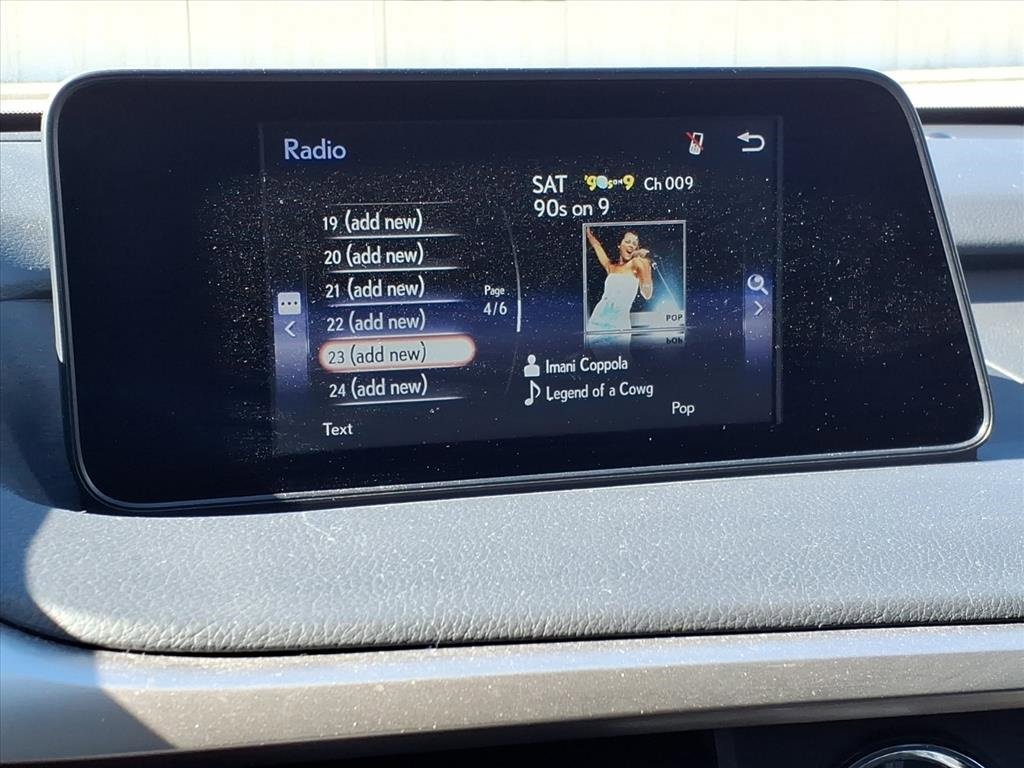 Radio
SAT '90s on 9 Ch 009
90s on 9
19 (add new)
20 (add new)
21 (add new)
22 (add new)
23 (add new)
24 (add new)
Page
4/6
POP
Imani Coppola
Legend of a Cowg
Pop
Text